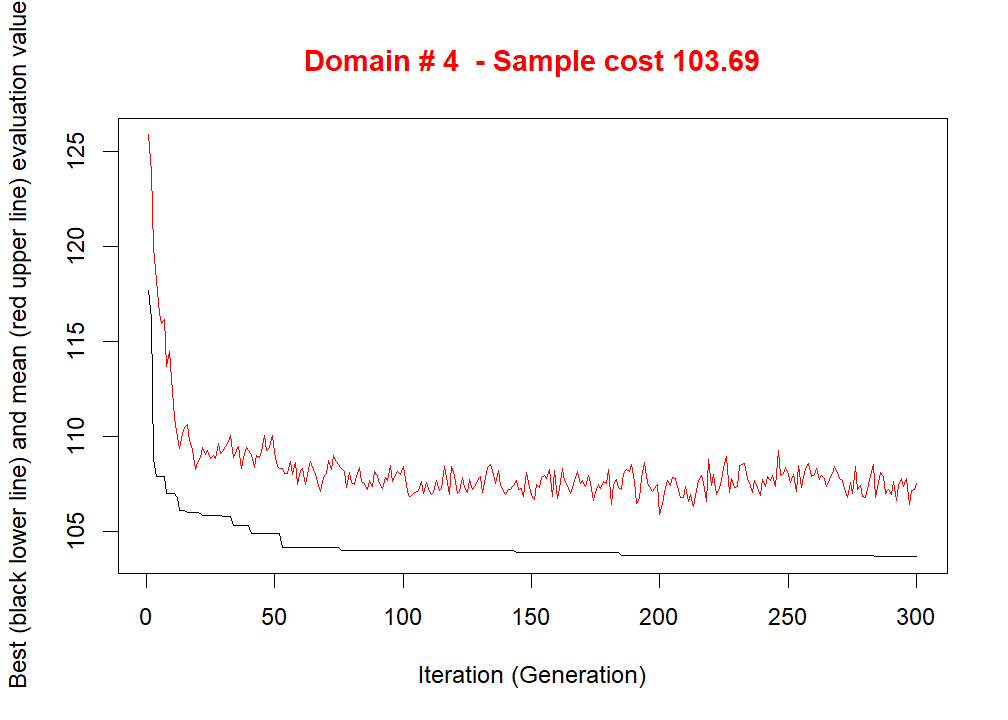 Domain # 4  - Sample cost 103.69
Best (black lower line) and mean (red upper line) evaluation value
125
120
115
110
105
0 50 100 150 200 250 300
Iteration (Generation)